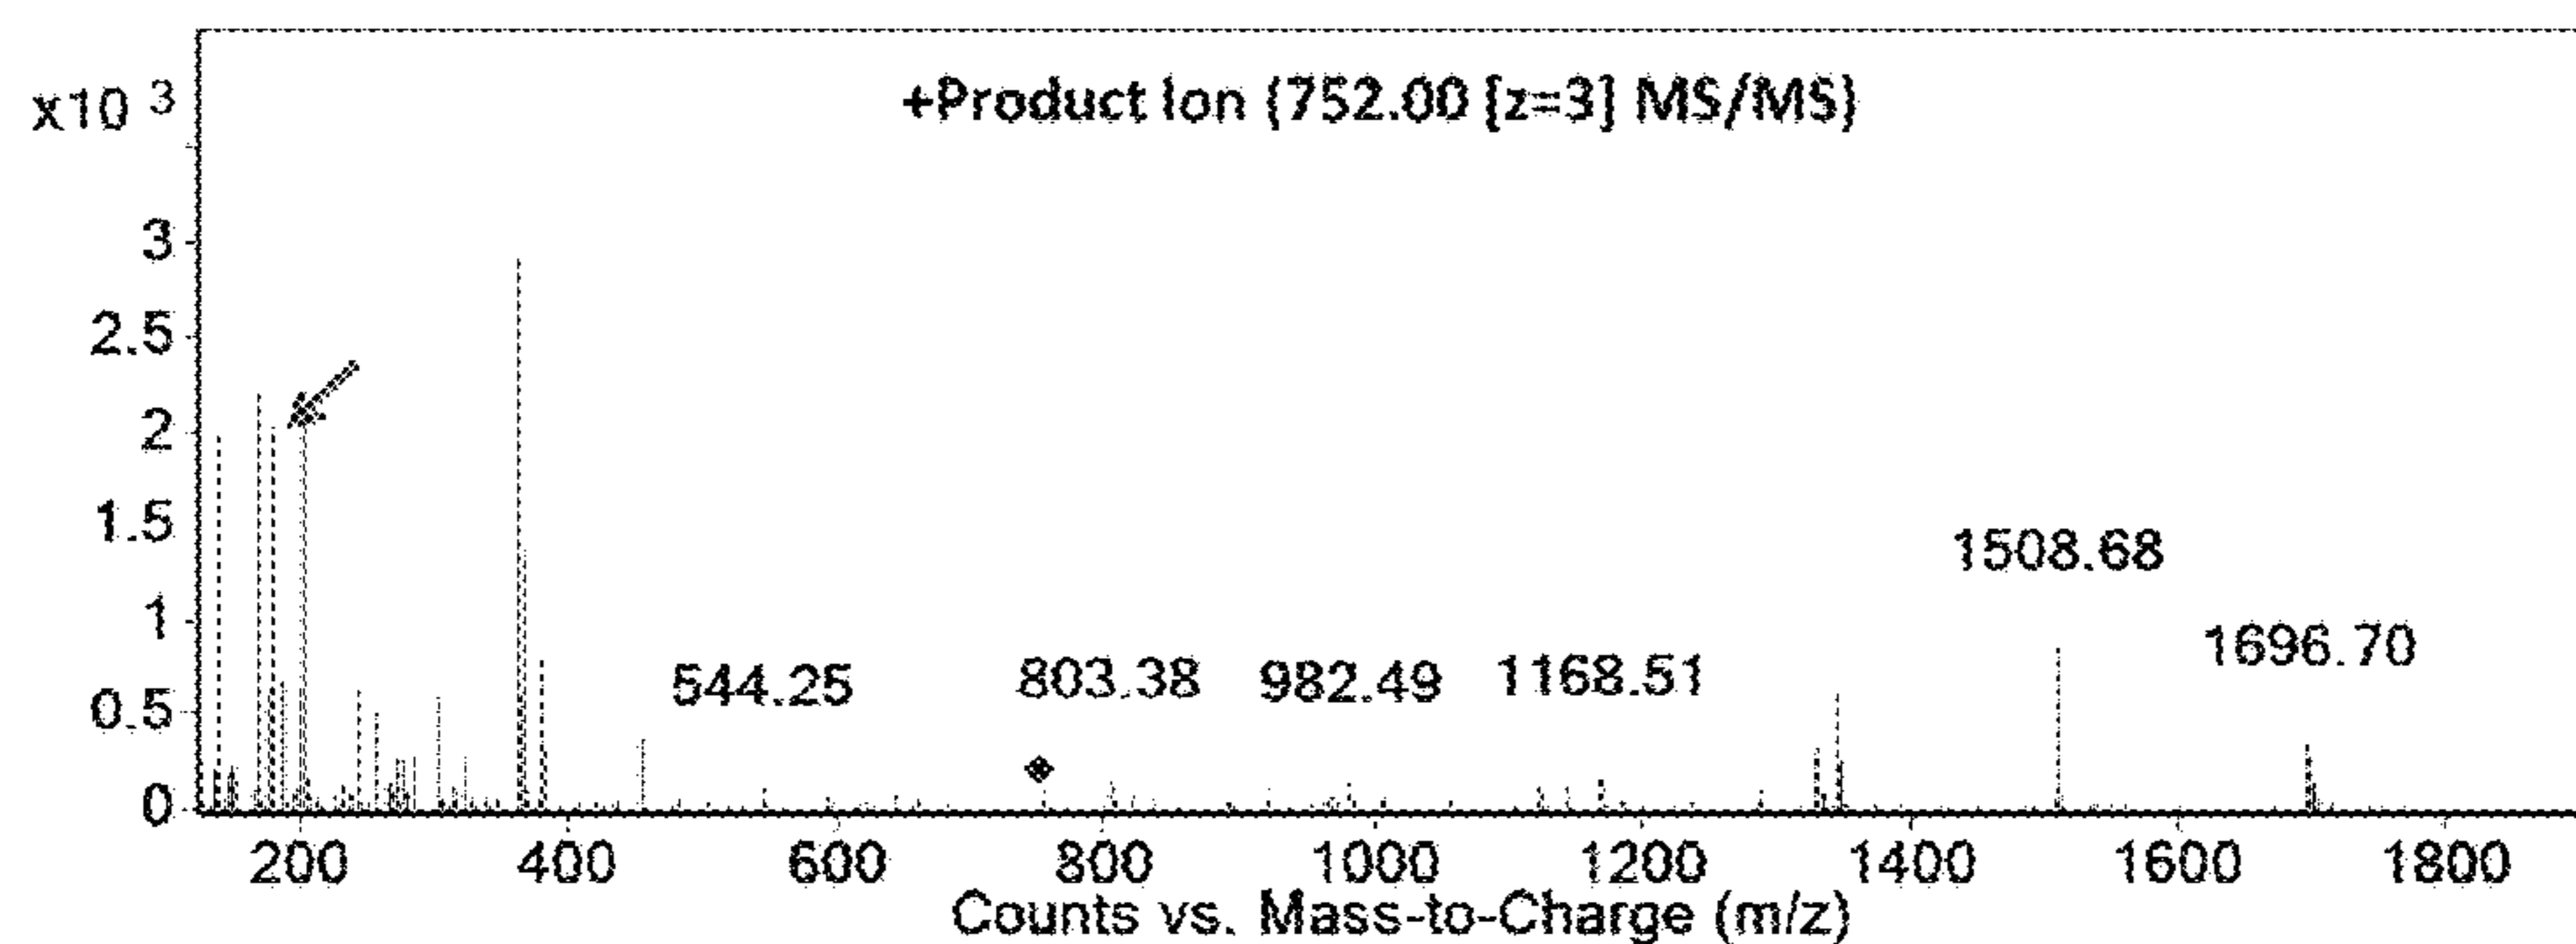 x10 3
+Product Ion (752.00 [z=3] MS/MS)
3
2.5
2
1.5
1
0.5
0
1508.68
1696.70
544.25 803.38 982.49 1168.51
200 400 600 800 1000 1200 1400 1600 1800
Counts vs. Mass-to-Charge (m/z)